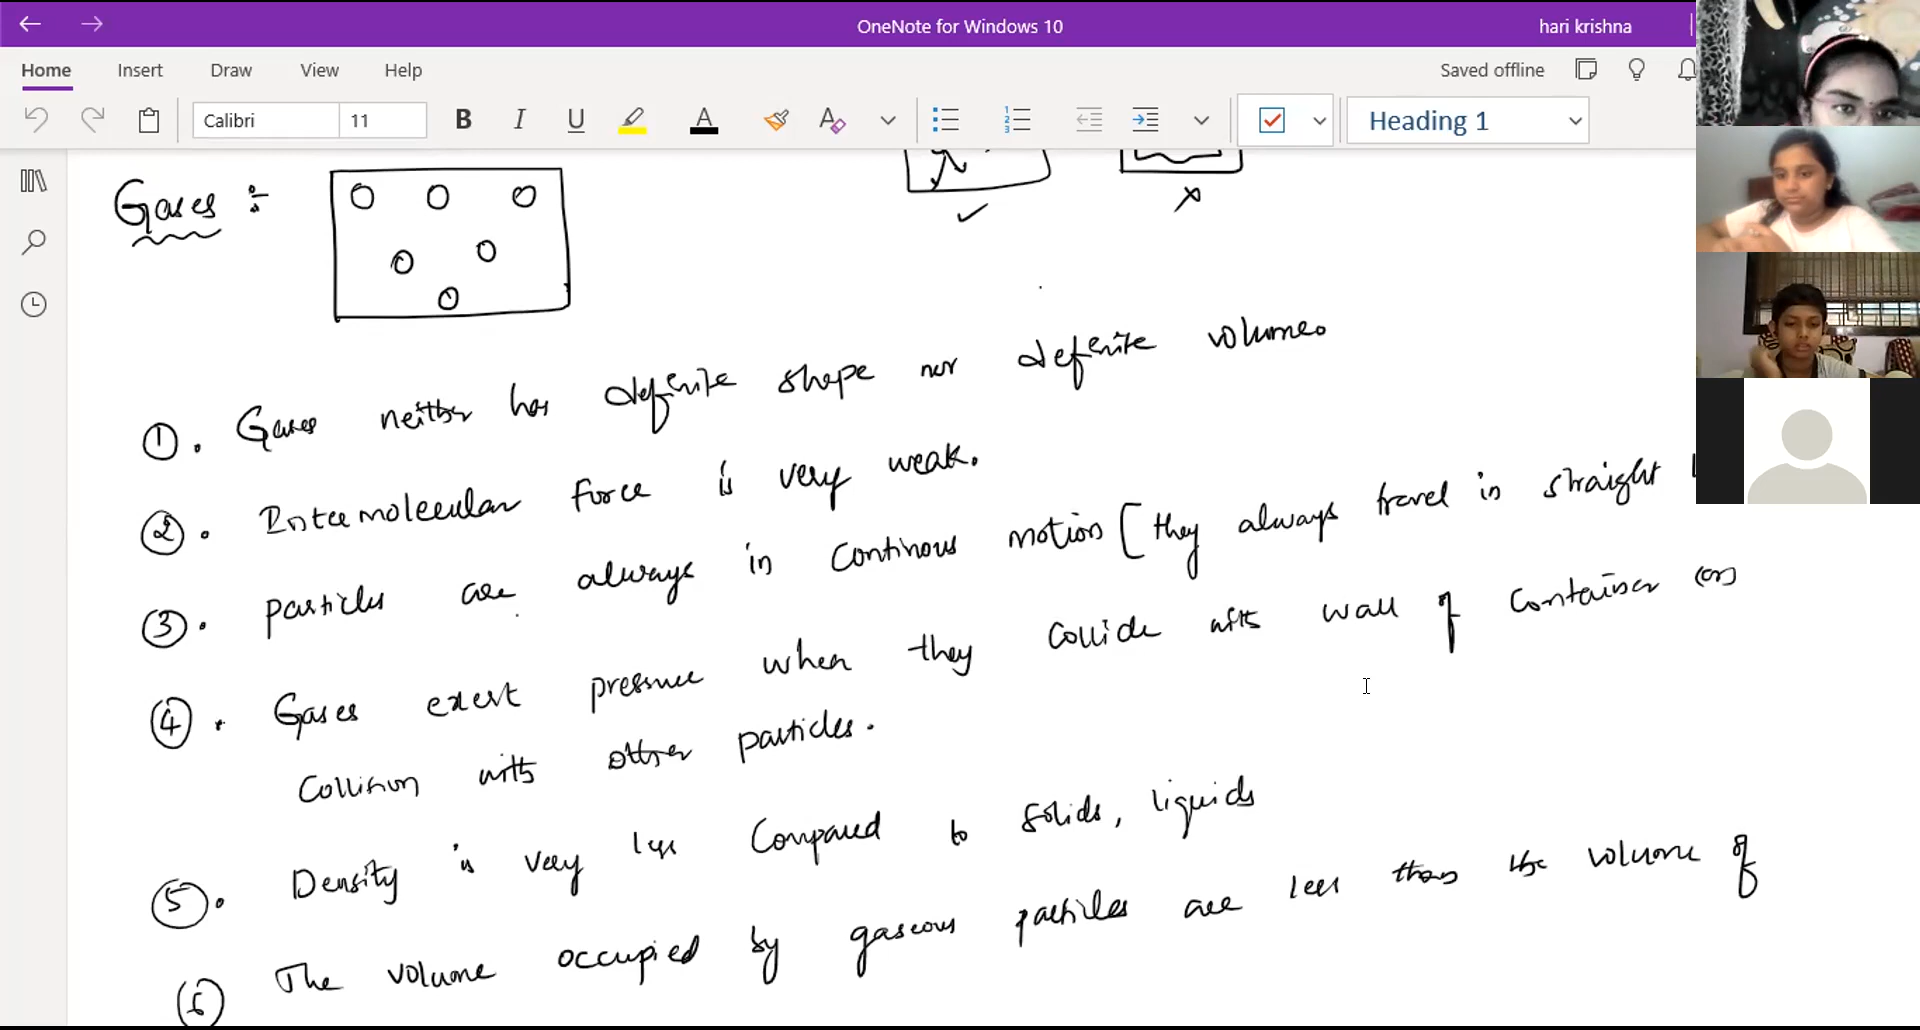 OneNote for Windows 10
hari krishna
Home Insert Draw View Help
Saved offline
Calibri 11 B I U A A Heading 1
Gases :
① . Gases neither has definite shape nor definite volume.
② . Intermolecular force is very weak.
③ . particles are always in continous motion [ they always travel in straight
④ . Gases exert pressure when they collide with wall of container (or)
collision with other particles.
⑤ . Density is very less compared to solids, liquids
⑥ The volume occupied by gaseous particles are less than the volume of